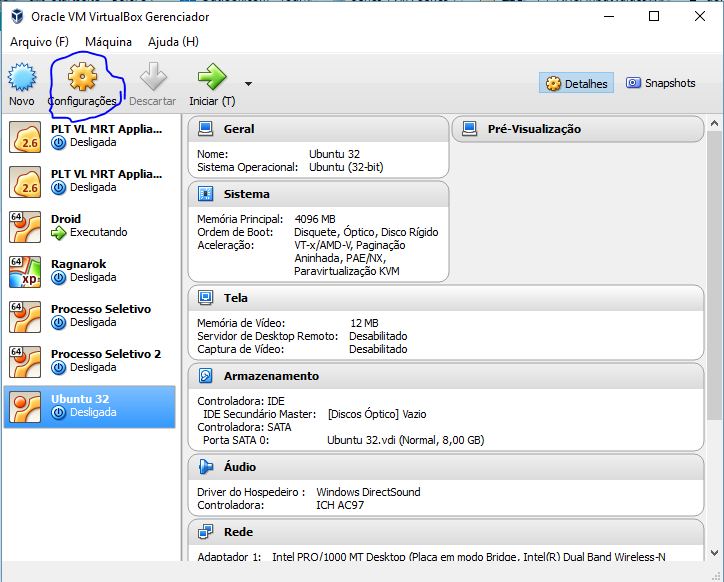 Oracle VM VirtualBox Gerenciador
Arquivo (F) Máquina Ajuda (H)
Novo Configurações Descartar Iniciar (T) Detalhes Snapshots
2.6 PLT VL MRT Applia...
Desligada
2.6 PLT VL MRT Applia...
Desligada
64 Droid
Executando
64 xp Ragnarok
Desligada
64 Processo Seletivo
Desligada
64 Processo Seletivo 2
Desligada
Ubuntu 32
Desligada
Geral
Nome: Ubuntu 32
Sistema Operacional: Ubuntu (32-bit)
Pré-Visualização
Sistema
Memória Principal: 4096 MB
Ordem de Boot: Disquete, Óptico, Disco Rígido
Aceleração: VT-x/AMD-V, Paginação
Aninhada, PAE/NX,
Paravirtualização KVM
Tela
Memória de Vídeo: 12 MB
Servidor de Desktop Remoto: Desabilitado
Captura de Vídeo: Desabilitado
Armazenamento
Controladora: IDE
IDE Secundário Master: [Discos Óptico] Vazio
Controladora: SATA
Porta SATA 0: Ubuntu 32.vdi (Normal, 8,00 GB)
Áudio
Driver do Hospedeiro : Windows DirectSound
Controladora: ICH AC97
Rede
Adaptador 1: Intel PRO/1000 MT Desktop (Placa em modo Bridge, Intel(R) Dual Band Wireless-N